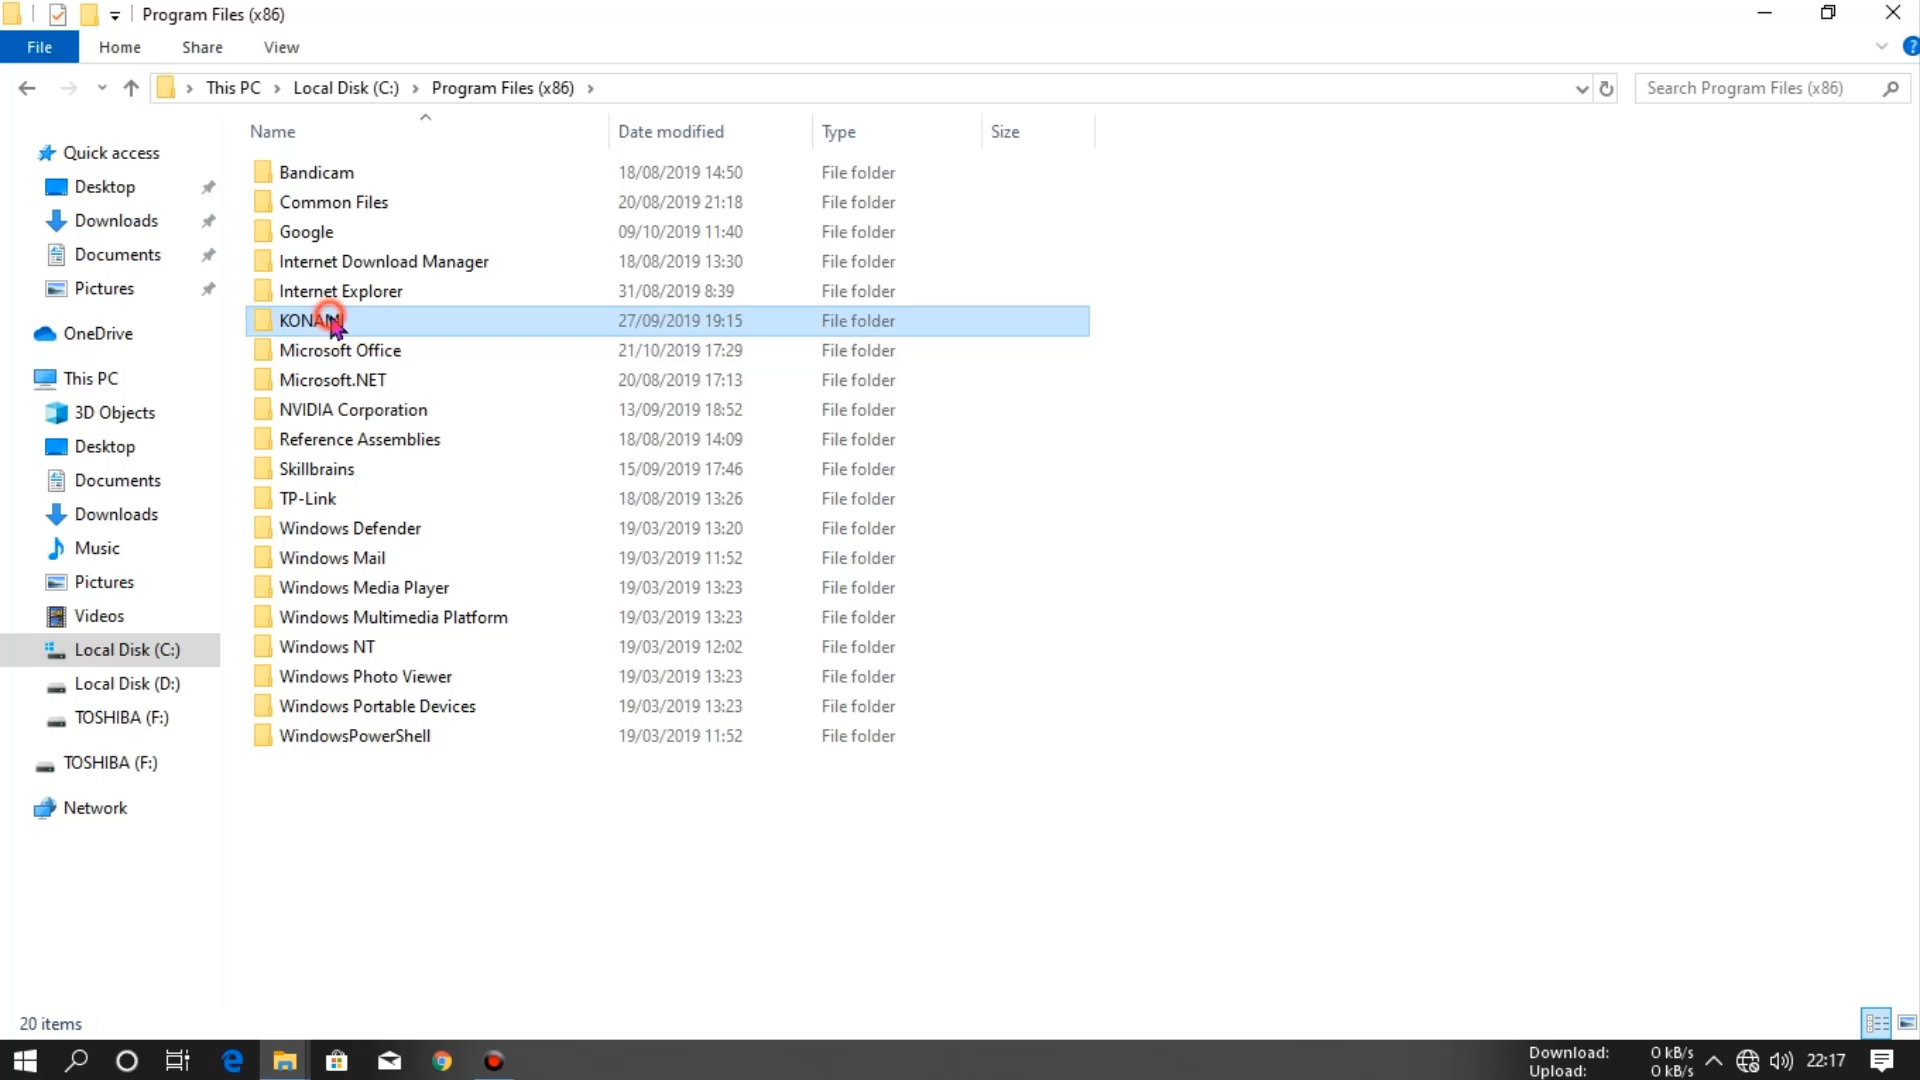 Program Files (x86)
File Home Share View
This PC Local Disk (C:) Program Files (x86)
Search Program Files (x86)
Name Date modified Type Size
Quick access
Desktop
Downloads
Documents
Pictures
OneDrive
This PC
3D Objects
Desktop
Documents
Downloads
Music
Pictures
Videos
Local Disk (C:)
Local Disk (D:)
TOSHIBA (F:)
TOSHIBA (F:)
Network
Bandicam 18/08/2019 14:50 File folder
Common Files 20/08/2019 21:18 File folder
Google 09/10/2019 11:40 File folder
Internet Download Manager 18/08/2019 13:30 File folder
Internet Explorer 31/08/2019 8:39 File folder
KONAMI 27/09/2019 19:15 File folder
Microsoft Office 21/10/2019 17:29 File folder
Microsoft.NET 20/08/2019 17:13 File folder
NVIDIA Corporation 13/09/2019 18:52 File folder
Reference Assemblies 18/08/2019 14:09 File folder
Skillbrains 15/09/2019 17:46 File folder
TP-Link 18/08/2019 13:26 File folder
Windows Defender 19/03/2019 13:20 File folder
Windows Mail 19/03/2019 11:52 File folder
Windows Media Player 19/03/2019 13:23 File folder
Windows Multimedia Platform 19/03/2019 13:23 File folder
Windows NT 19/03/2019 12:02 File folder
Windows Photo Viewer 19/03/2019 13:23 File folder
Windows Portable Devices 19/03/2019 13:23 File folder
WindowsPowerShell 19/03/2019 11:52 File folder
20 items
Download: 0 kB/s
Upload: 0 kB/s
22:17